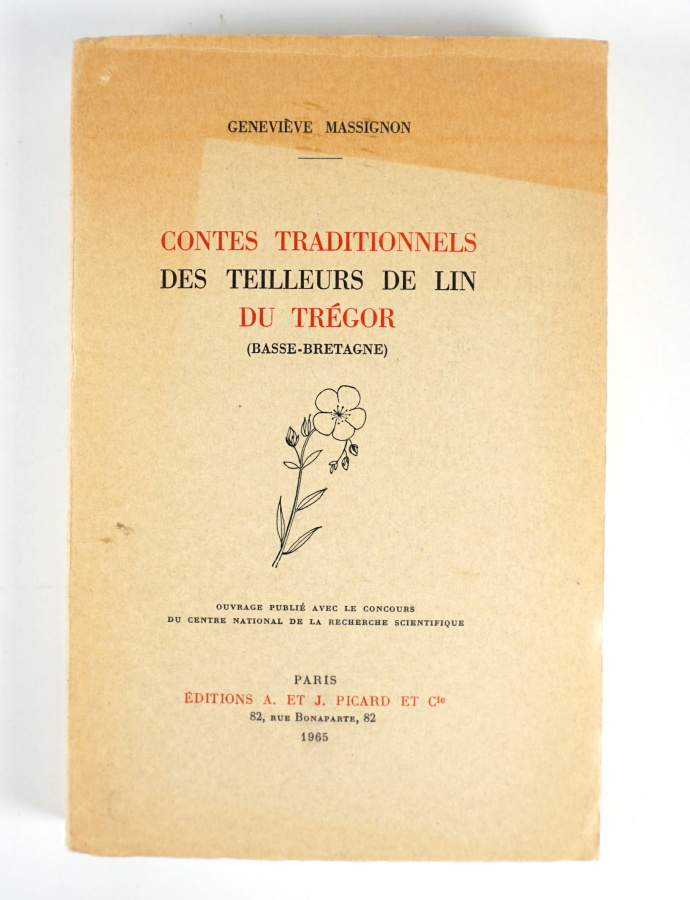 GENEVIÈVE MASSIGNON
CONTES TRADITIONNELS
DES TEILLEURS DE LIN
DU TRÉGOR
(BASSE-BRETAGNE)
OUVRAGE PUBLIÉ AVEC LE CONCOURS
DU CENTRE NATIONAL DE LA RECHERCHE SCIENTIFIQUE
PARIS
ÉDITIONS A. ET J. PICARD ET Cie
82, RUE BONAPARTE, 82
1965